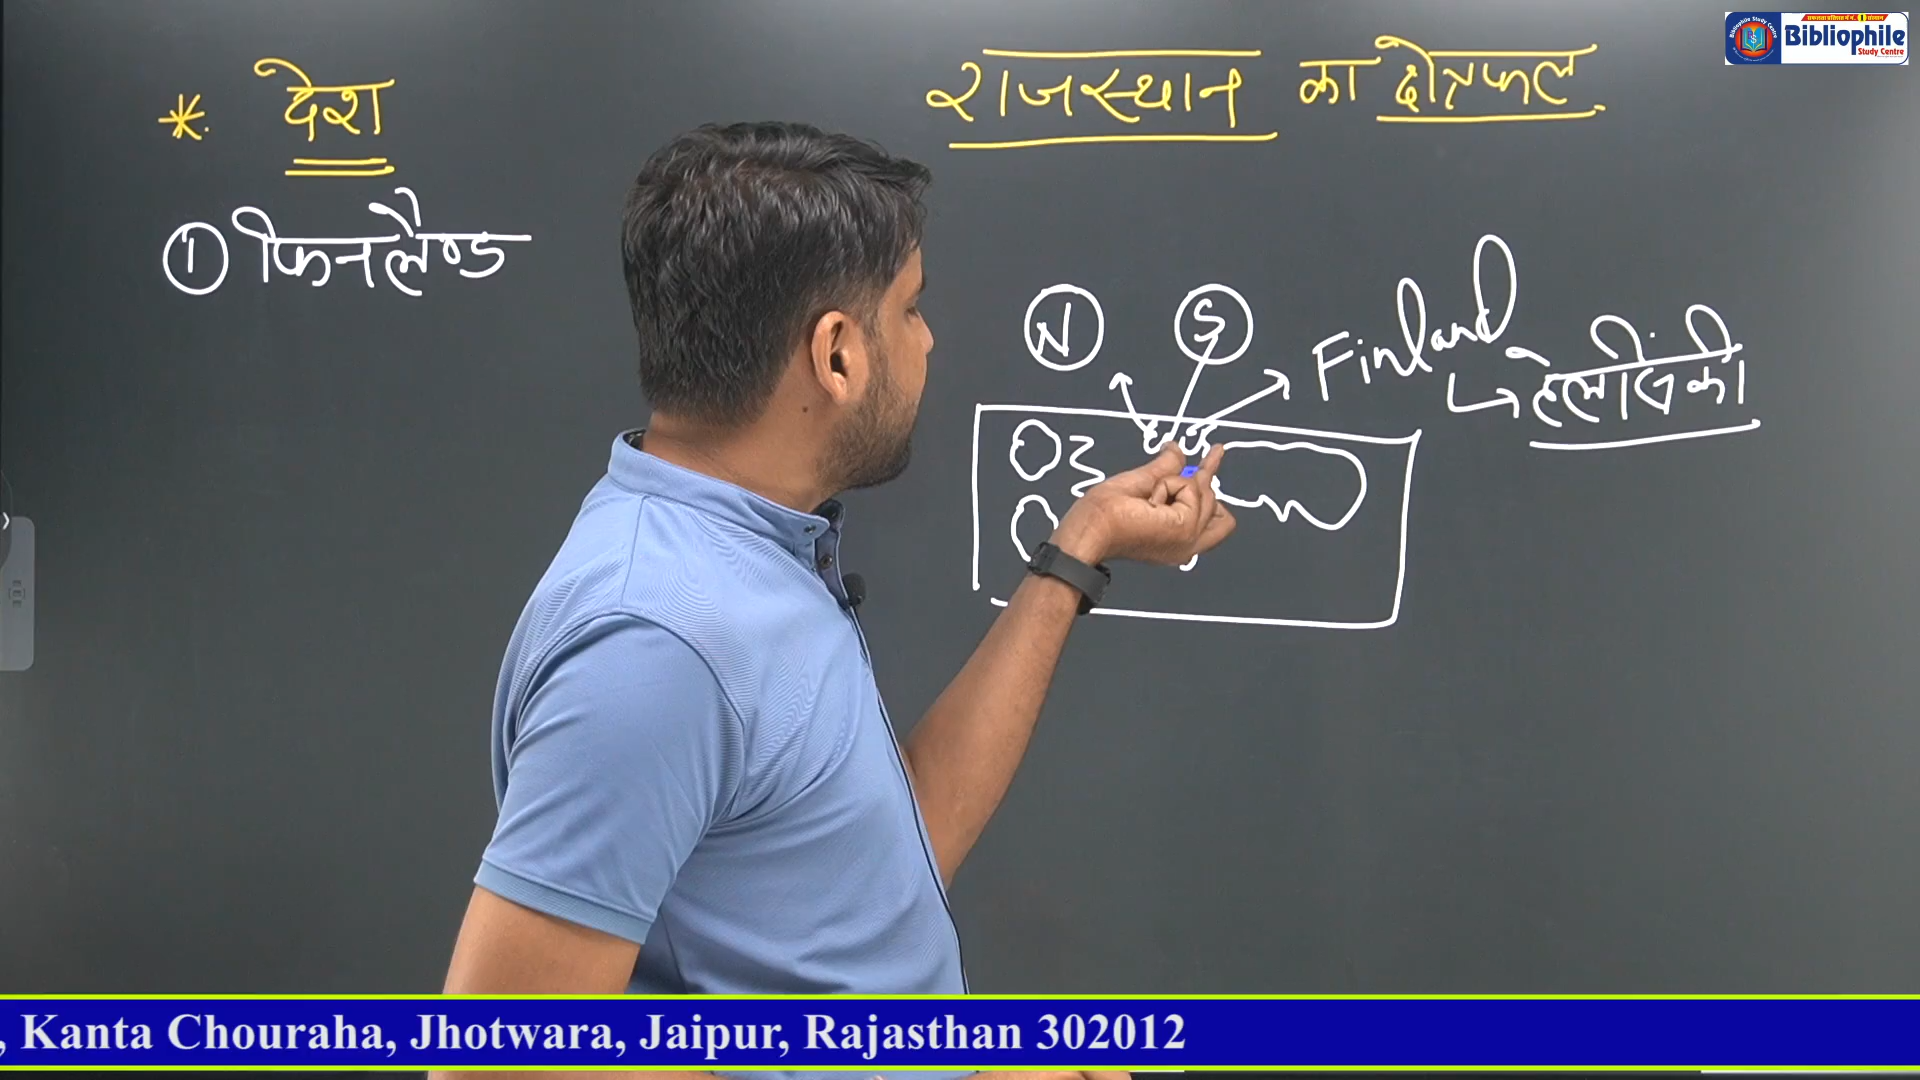 राजस्थान का क्षेत्रफल
* देश
① फिनलैण्ड
N
S
Finland
↳ हेलसिंकी
Bibliophile
Study Centre
, Kanta Chouraha, Jhotwara, Jaipur, Rajasthan 302012